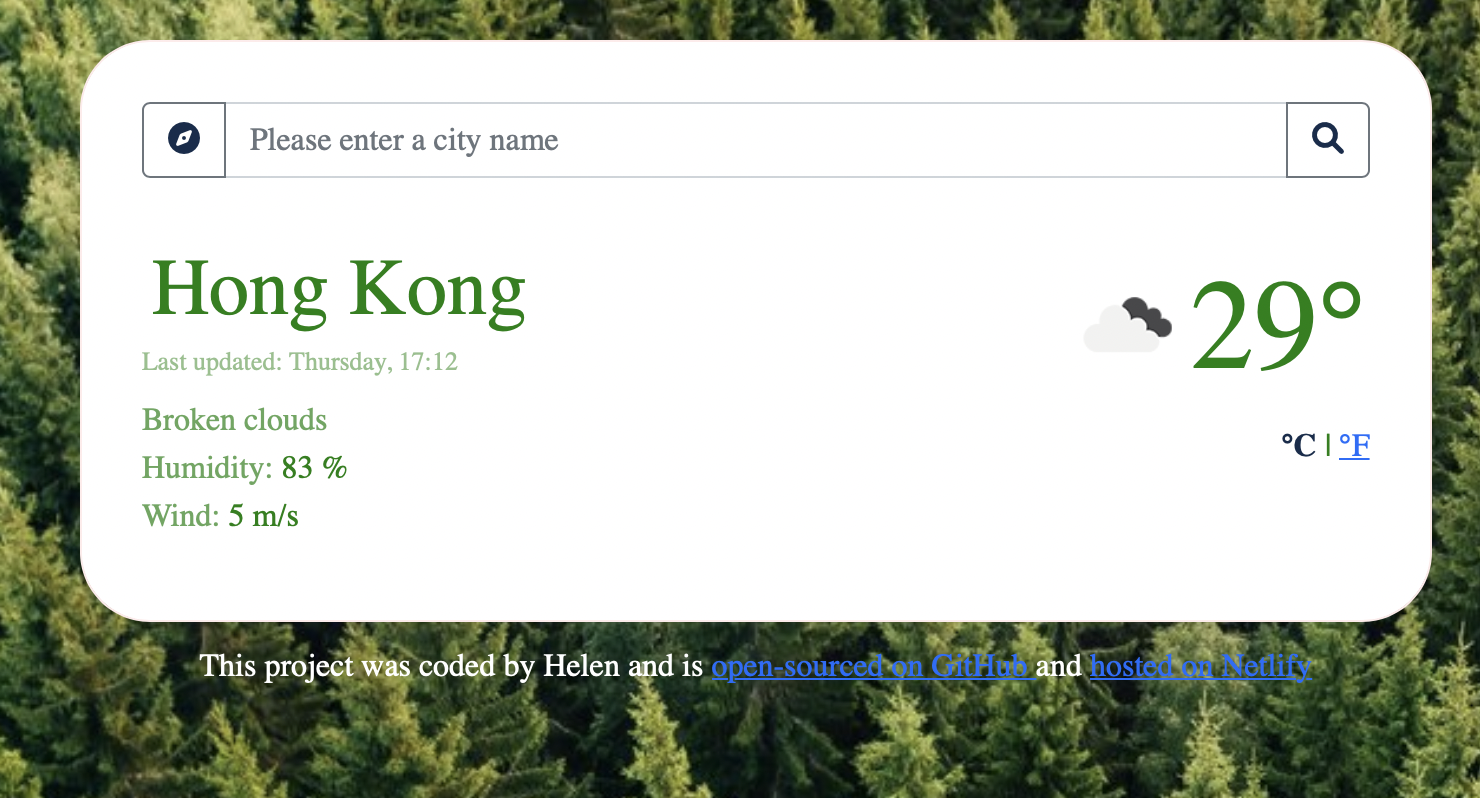 Please enter a city name
Hong Kong
29°
Last updated: Thursday, 17:12
Broken clouds
°C | °F
Humidity: 83 %
Wind: 5 m/s
This project was coded by Helen and is open-sourced on GitHub and hosted on Netlify